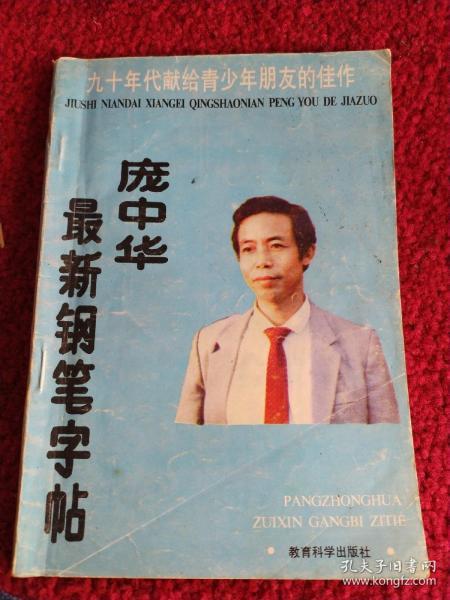 九十年代献给青少年朋友的佳作
JIUSHI NIANDAI XIANGEI QINGSHAONIAN PENG YOU DE JIAZUO
庞中华
最新钢笔字帖
PANGZHONGHUA
ZUIXIN GANGBI ZITIE
·教育科学出版社·
孔夫子旧书网
kongfz.com